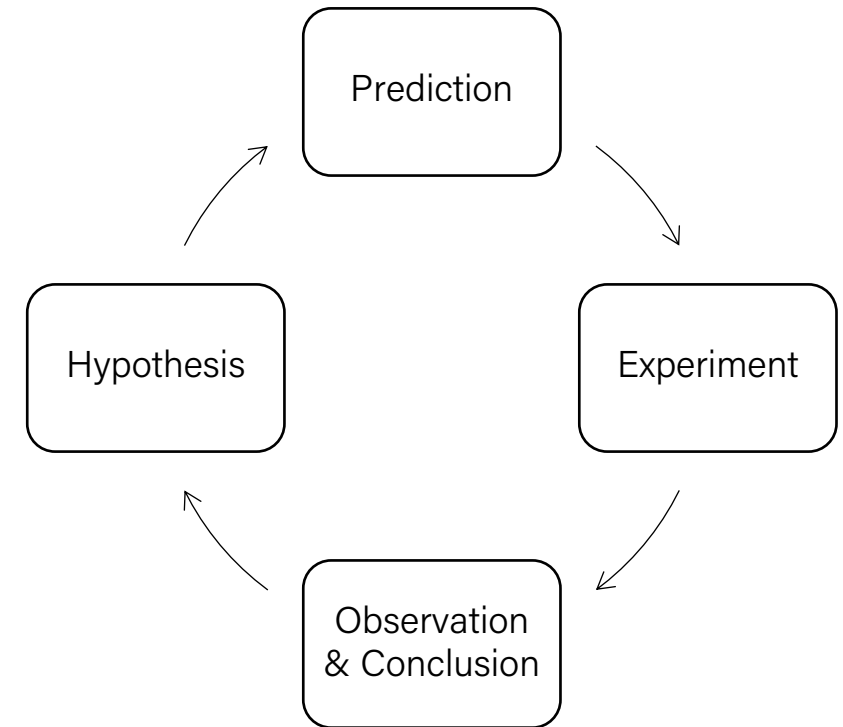 Prediction
Hypothesis
Experiment
Observation
& Conclusion